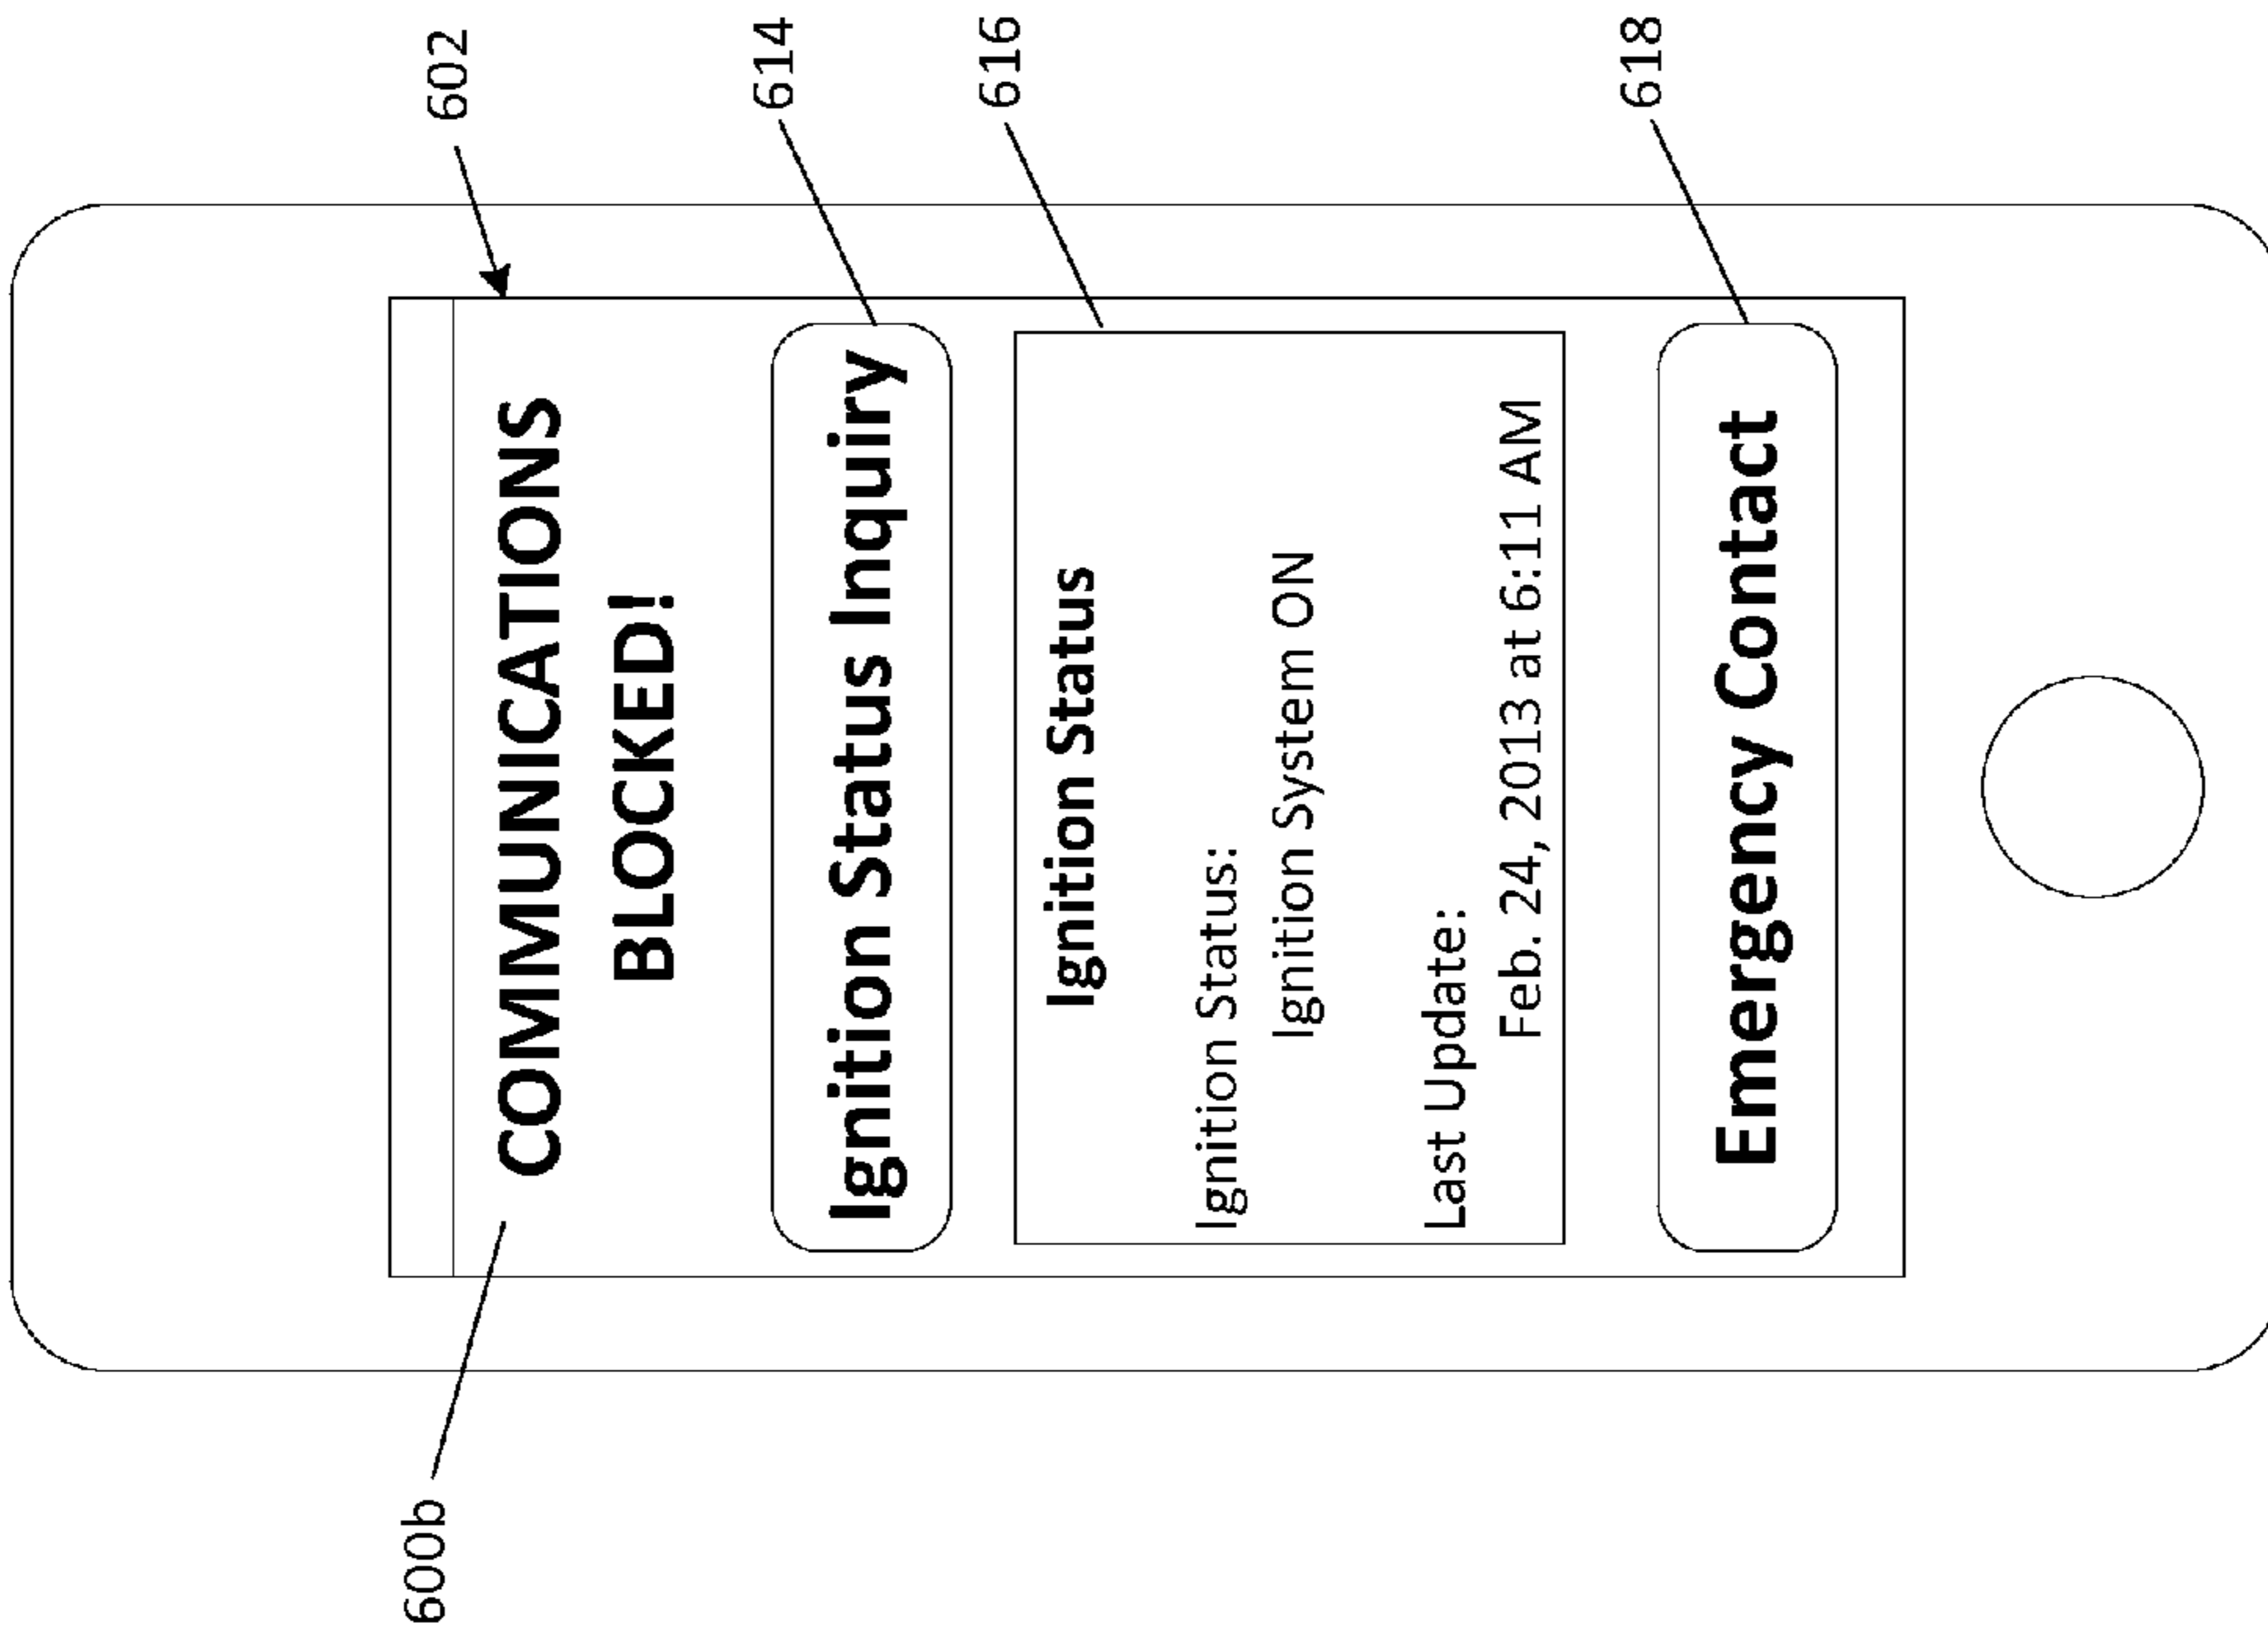 600b
602
COMMUNICATIONS
BLOCKED!
614
Ignition Status Inquiry
616
Ignition Status
Ignition Status:
Ignition System ON
Last Update:
Feb. 24, 2013 at 6:11 AM
618
Emergency Contact